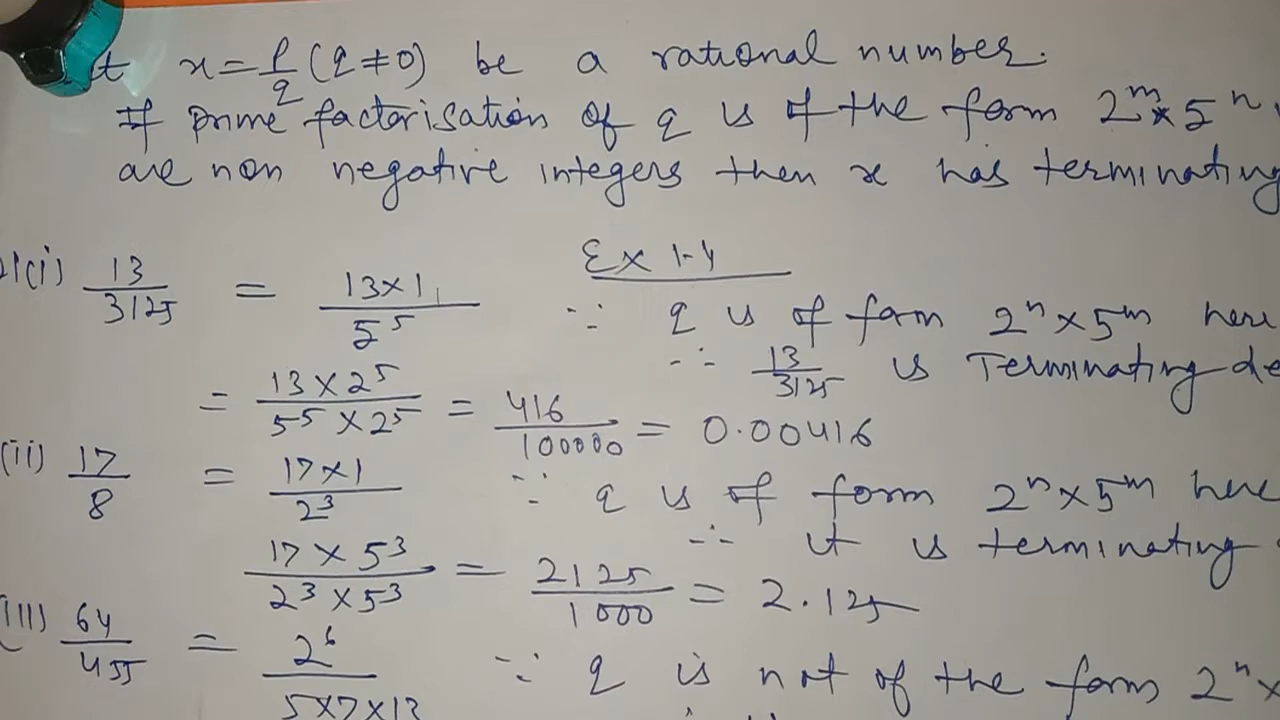 x = p/q (q ≠ 0) be a rational number.
If prime factorisation of q is of the form 2^m × 5^n
are non negative integers then x has terminating
Ex 1.4
(i) 13/3125 = 13×1/5^5 ∵ q is of form 2^n × 5^m here
∴ 13/3125 is Terminating de
= 13×2^5/5^5×2^5 = 416/100000 = 0.00416
(ii) 17/8 = 17×1/2^3 ∵ q is of form 2^n × 5^m here
∴ it is terminating
17×5^3/2^3×5^3 = 2125/1000 = 2.125
(iii) 64/455 = 2^6/5×7×13 ∵ q is not of the form 2^n ×